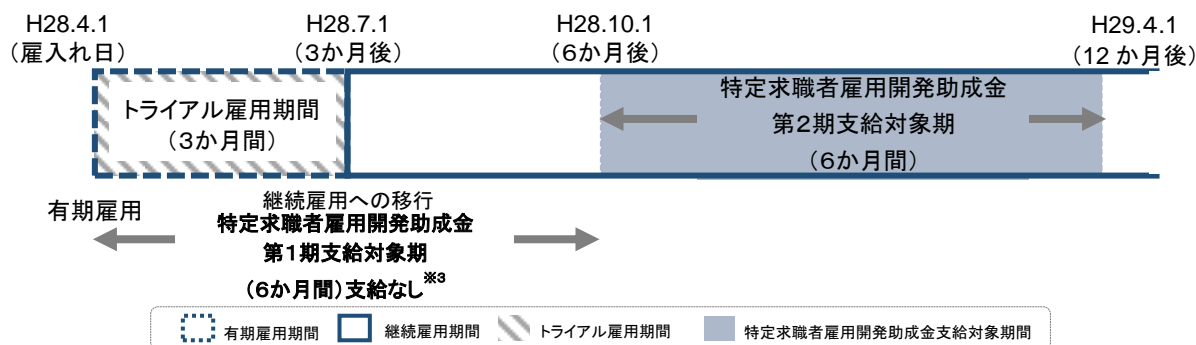 H28.4.1
(雇入れ日)
H28.7.1
(3か月後)
H28.10.1
(6か月後)
H29.4.1
(12 か月後)
トライアル雇用期間
(3か月間)
特定求職者雇用開発助成金
第2期支給対象期
(6か月間)
有期雇用
継続雇用への移行
特定求職者雇用開発助成金
第1期支給対象期
(6か月間)支給なし※3
有期雇用期間
継続雇用期間
トライアル雇用期間
特定求職者雇用開発助成金支給対象期間